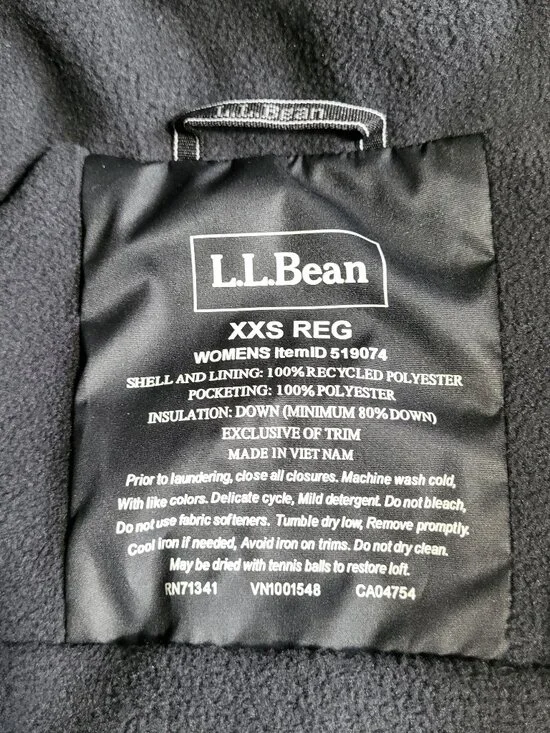 L.L.Bean
L.L.Bean
XXS REG
WOMENS ItemID 519074
SHELL AND LINING: 100% RECYCLED POLYESTER
POCKETING: 100% POLYESTER
INSULATION: DOWN (MINIMUM 80% DOWN)
EXCLUSIVE OF TRIM
MADE IN VIET NAM
Prior to laundering, close all closures. Machine wash cold,
With like colors. Delicate cycle, Mild detergent. Do not bleach,
Do not use fabric softeners. Tumble dry low, Remove promptly.
Cool iron if needed, Avoid iron on trims. Do not dry clean.
May be dried with tennis balls to restore loft.
RN71341 VN1001548 CA04754